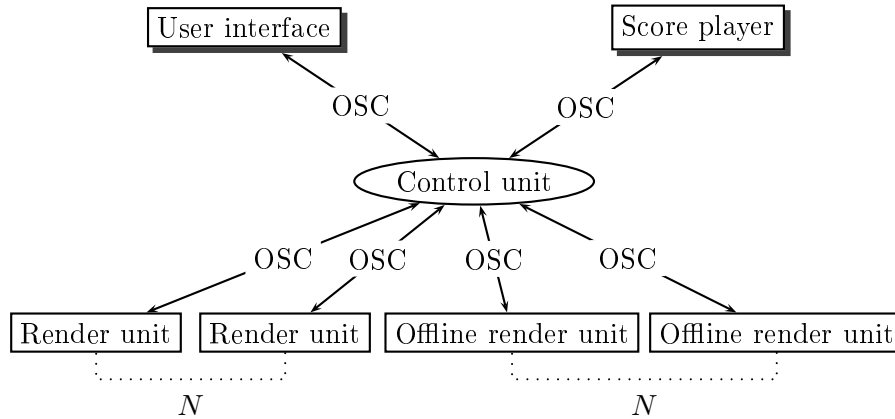 User interface
Score player
OSC
OSC
Control unit
OSC
OSC
OSC
OSC
Render unit
Render unit
Offline render unit
Offline render unit
N
N